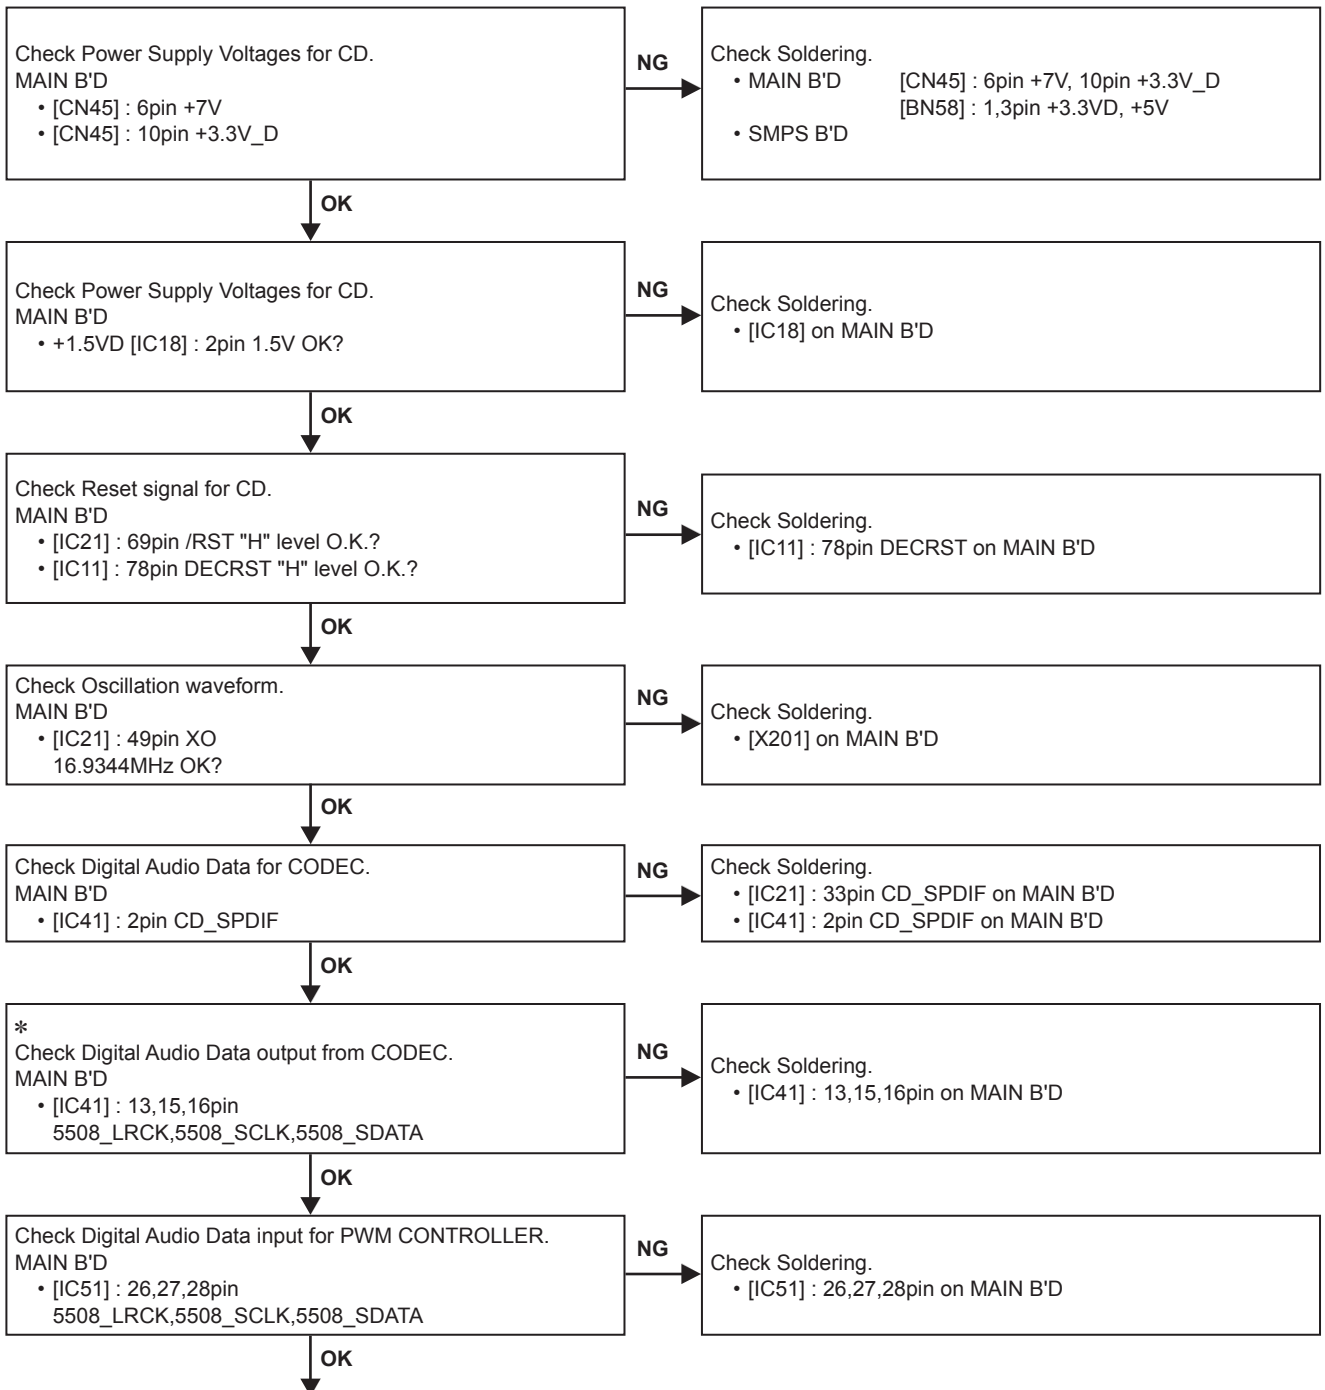 Check Power Supply Voltages for CD.
MAIN B'D
• [CN45] : 6pin +7V
• [CN45] : 10pin +3.3V_D
NG
Check Soldering.
• MAIN B'D [CN45] : 6pin +7V, 10pin +3.3V_D
[BN58] : 1,3pin +3.3VD, +5V
• SMPS B'D
OK
Check Power Supply Voltages for CD.
MAIN B'D
• +1.5VD [IC18] : 2pin 1.5V OK?
NG
Check Soldering.
• [IC18] on MAIN B'D
OK
Check Reset signal for CD.
MAIN B'D
• [IC21] : 69pin /RST "H" level O.K.?
• [IC11] : 78pin DECRST "H" level O.K.?
NG
Check Soldering.
• [IC11] : 78pin DECRST on MAIN B'D
OK
Check Oscillation waveform.
MAIN B'D
• [IC21] : 49pin XO
16.9344MHz OK?
NG
Check Soldering.
• [X201] on MAIN B'D
OK
Check Digital Audio Data for CODEC.
MAIN B'D
• [IC41] : 2pin CD_SPDIF
NG
Check Soldering.
• [IC21] : 33pin CD_SPDIF on MAIN B'D
• [IC41] : 2pin CD_SPDIF on MAIN B'D
OK
*
Check Digital Audio Data output from CODEC.
MAIN B'D
• [IC41] : 13,15,16pin
5508_LRCK,5508_SCLK,5508_SDATA
NG
Check Soldering.
• [IC41] : 13,15,16pin on MAIN B'D
OK
Check Digital Audio Data input for PWM CONTROLLER.
MAIN B'D
• [IC51] : 26,27,28pin
5508_LRCK,5508_SCLK,5508_SDATA
NG
Check Soldering.
• [IC51] : 26,27,28pin on MAIN B'D
OK